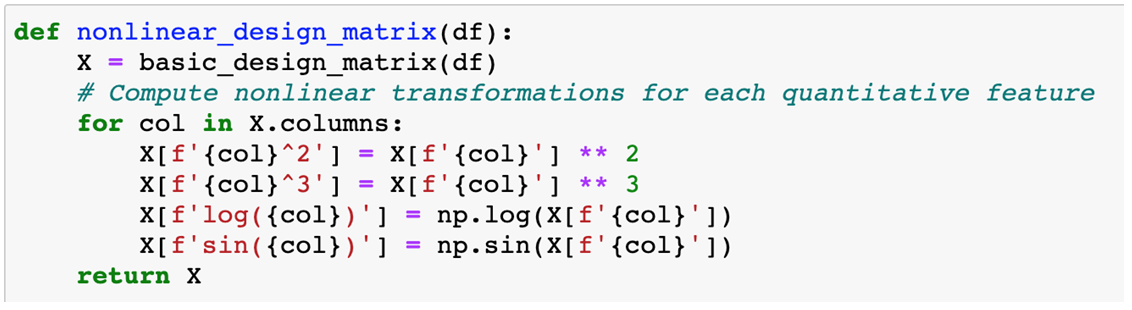 def nonlinear_design_matrix(df):
    X = basic_design_matrix(df)
    # Compute nonlinear transformations for each quantitative feature
    for col in X.columns:
        X[f'{col}^2'] = X[f'{col}'] ** 2
        X[f'{col}^3'] = X[f'{col}'] ** 3
        X[f'log({col})'] = np.log(X[f'{col}'])
        X[f'sin({col})'] = np.sin(X[f'{col}'])
    return X